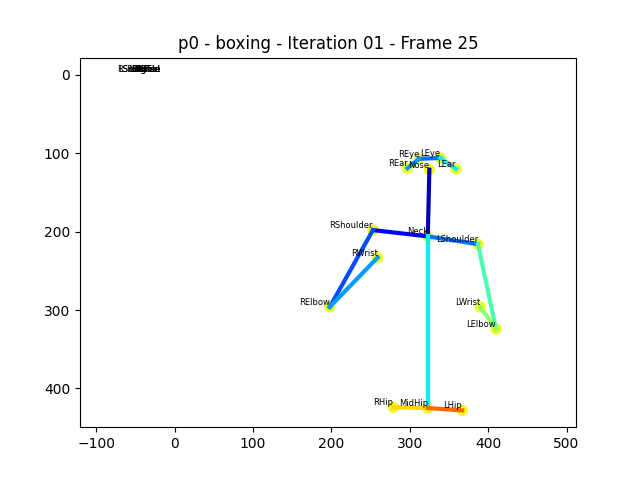 p0 - boxing - Iteration 01 - Frame 25
0
100
200
300
400
−100
0
100
200
300
400
500
REye
LEye
REar
Nose
LEar
RShoulder
Neck
LShoulder
RWrist
RElbow
LWrist
LElbow
RHip
MidHip
LHip